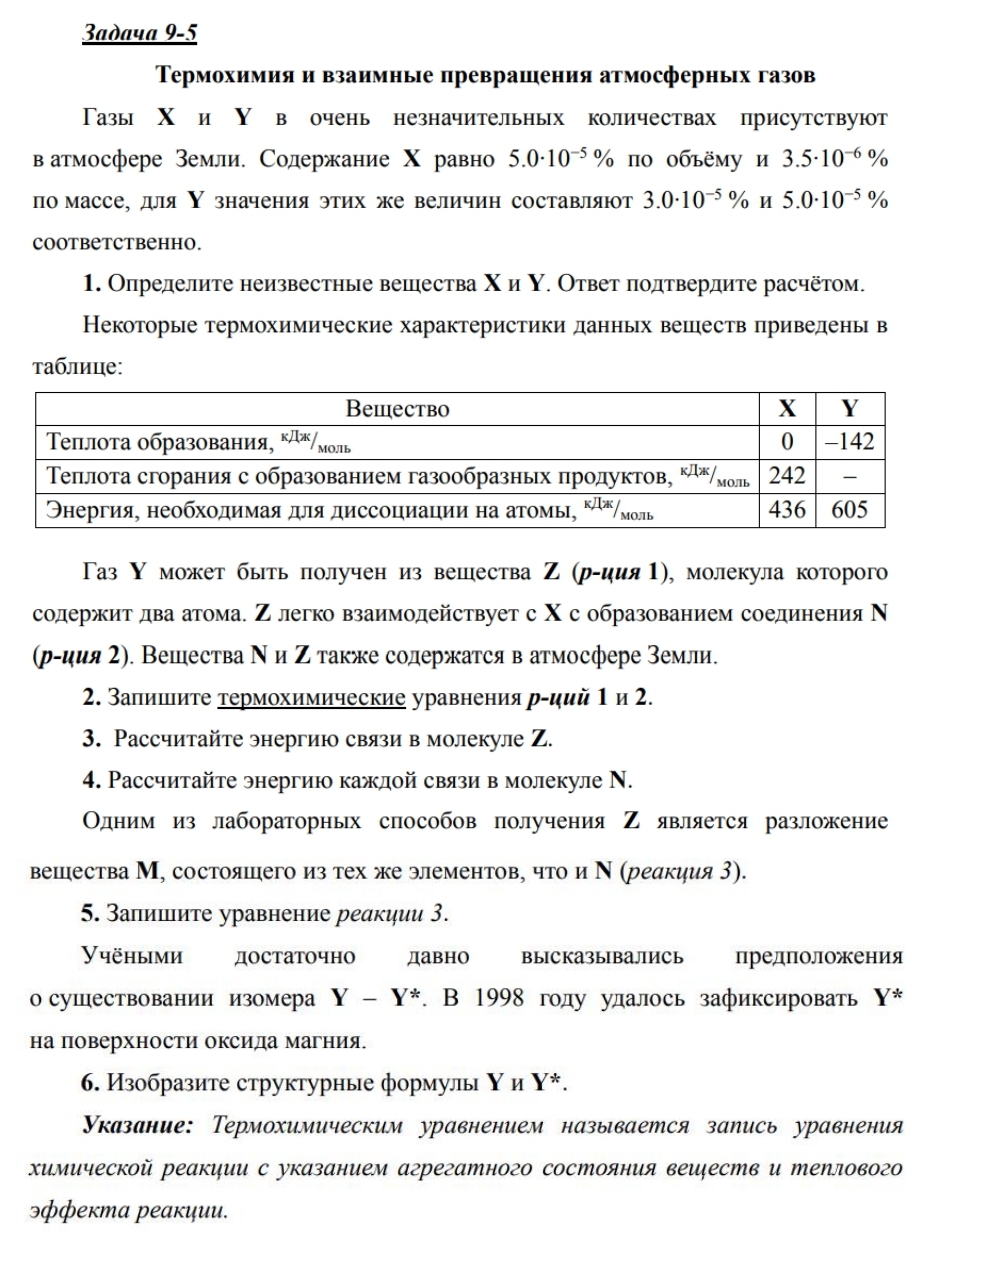 Задача 9-5
Термохимия и взаимные превращения атмосферных газов
Газы X и Y в очень незначительных количествах присутствуют
в атмосфере Земли. Содержание X равно 5.0·10⁻⁵ % по объёму и 3.5·10⁻⁶ %
по массе, для Y значения этих же величин составляют 3.0·10⁻⁵ % и 5.0·10⁻⁵ %
соответственно.
1. Определите неизвестные вещества X и Y. Ответ подтвердите расчётом.
Некоторые термохимические характеристики данных веществ приведены в
таблице:
Вещество X Y
Теплота образования, кДж/моль 0 –142
Теплота сгорания с образованием газообразных продуктов, кДж/моль 242 –
Энергия, необходимая для диссоциации на атомы, кДж/моль 436 605
Газ Y может быть получен из вещества Z (р-ция 1), молекула которого
содержит два атома. Z легко взаимодействует с X с образованием соединения N
(р-ция 2). Вещества N и Z также содержатся в атмосфере Земли.
2. Запишите термохимические уравнения р-ций 1 и 2.
3. Рассчитайте энергию связи в молекуле Z.
4. Рассчитайте энергию каждой связи в молекуле N.
Одним из лабораторных способов получения Z является разложение
вещества M, состоящего из тех же элементов, что и N (реакция 3).
5. Запишите уравнение реакции 3.
Учёными достаточно давно высказывались предположения
о существовании изомера Y – Y*. В 1998 году удалось зафиксировать Y*
на поверхности оксида магния.
6. Изобразите структурные формулы Y и Y*.
Указание: Термохимическим уравнением называется запись уравнения
химической реакции с указанием агрегатного состояния веществ и теплового
эффекта реакции.